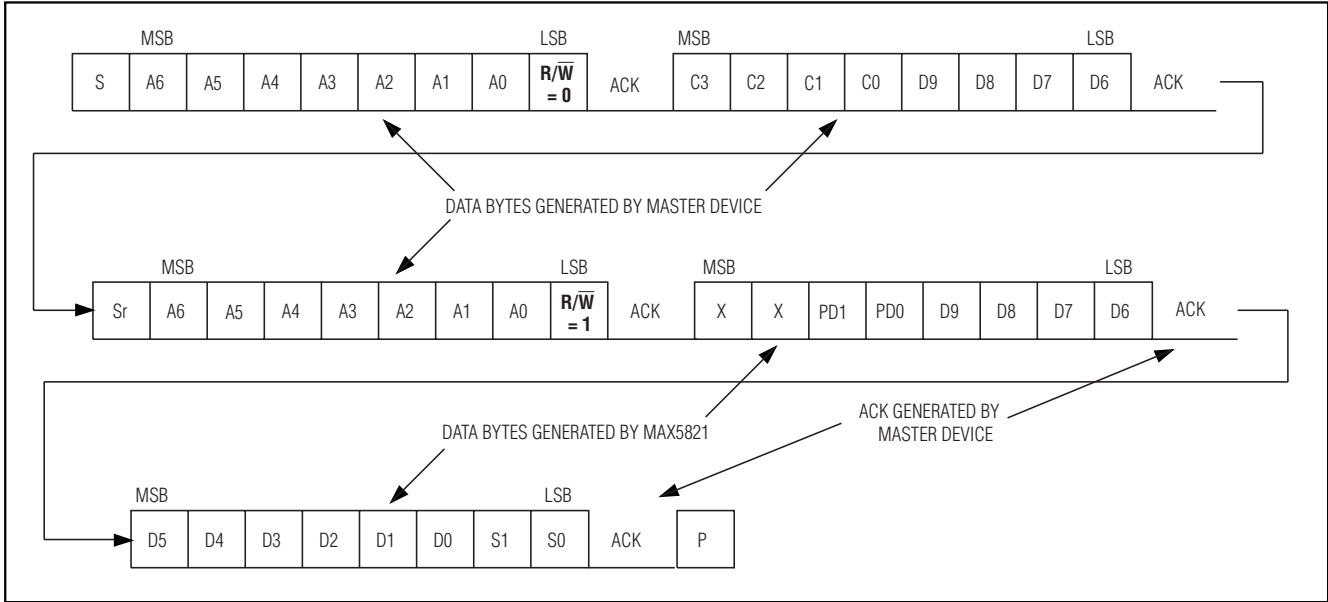 MSB LSB MSB LSB
S A6 A5 A4 A3 A2 A1 A0 R/W̅ = 0 ACK C3 C2 C1 C0 D9 D8 D7 D6 ACK
DATA BYTES GENERATED BY MASTER DEVICE
MSB LSB MSB LSB
Sr A6 A5 A4 A3 A2 A1 A0 R/W̅ = 1 ACK X X PD1 PD0 D9 D8 D7 D6 ACK
DATA BYTES GENERATED BY MAX5821
ACK GENERATED BY
MASTER DEVICE
MSB LSB
D5 D4 D3 D2 D1 D0 S1 S0 ACK P